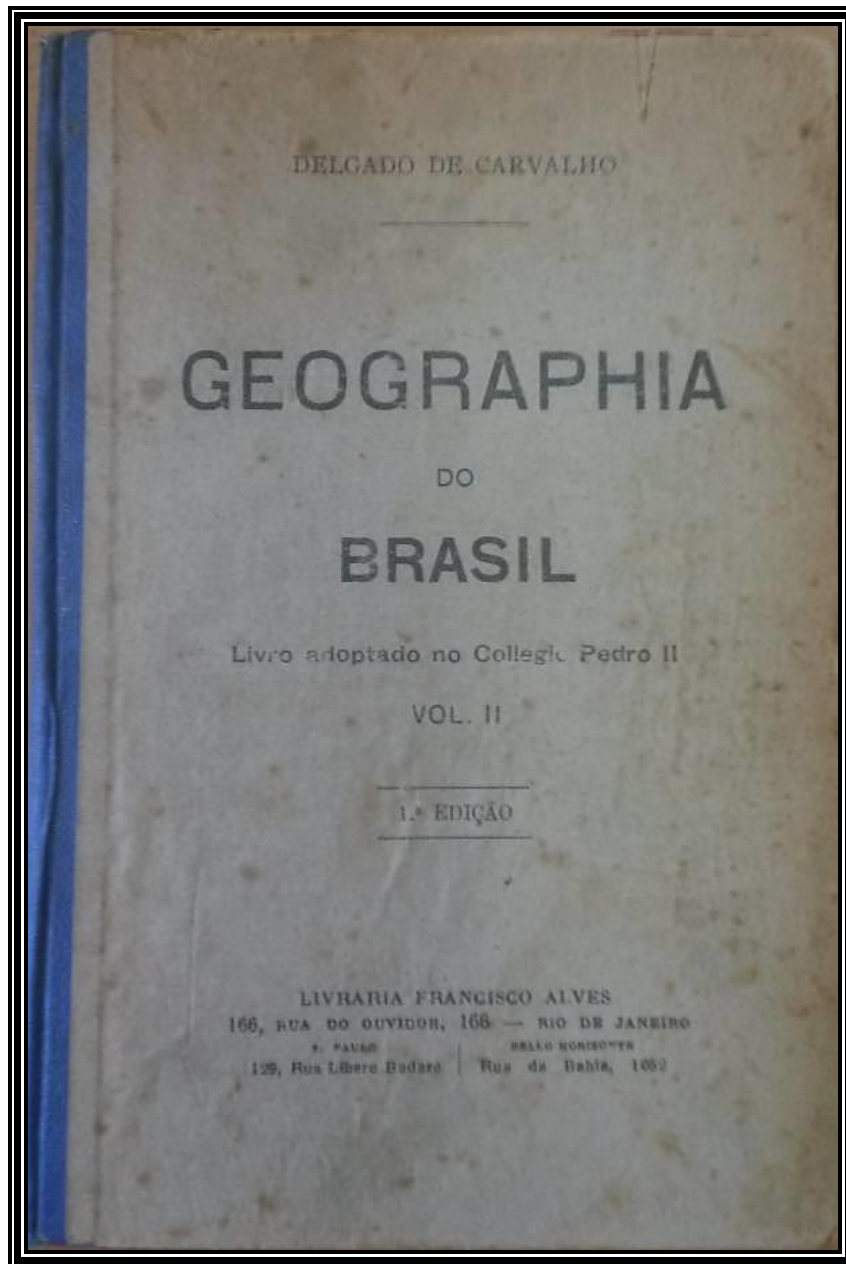 DELGADO DE CARVALHO
GEOGRAPHIA
DO
BRASIL
Livro adoptado no Collegio Pedro II
VOL. II
1.ª EDIÇÃO
LIVRARIA FRANCISCO ALVES
166, RUA DO OUVIDOR, 166 — RIO DE JANEIRO
S. PAULO
129, Rua Libero Badaró
BELLO HORIZONTE
Rua da Bahia, 1052